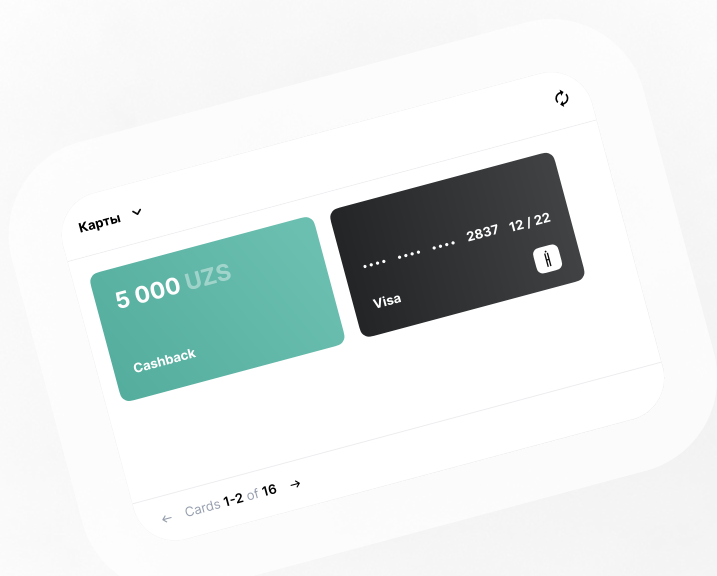 Карты
5 000 UZS
Cashback
•••• •••• •••• 2837 12 / 22
Visa
Cards 1-2 of 16